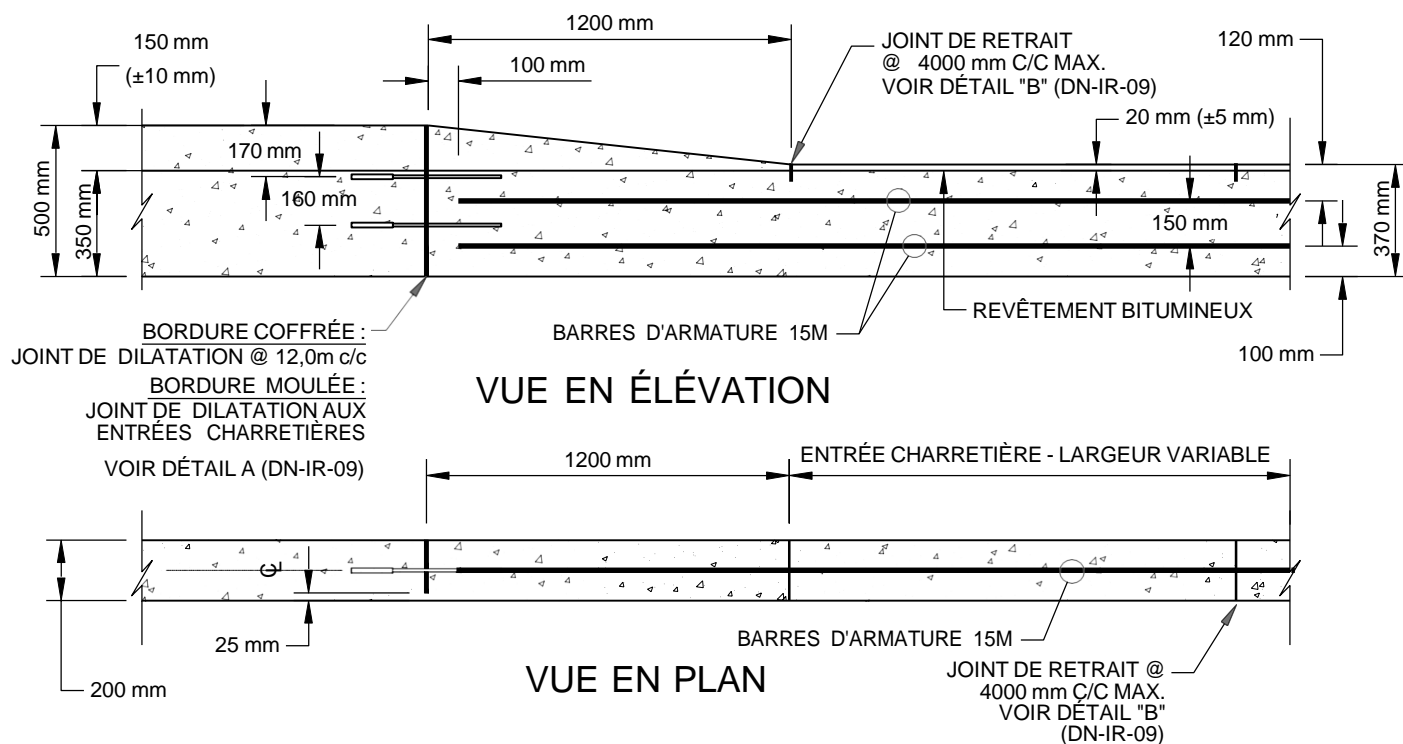 1200 mm
150 mm
(±10 mm)
100 mm
JOINT DE RETRAIT
@ 4000 mm C/C MAX.
VOIR DÉTAIL "B" (DN-IR-09)
120 mm
20 mm (±5 mm)
170 mm
160 mm
500 mm
350 mm
150 mm
370 mm
REVÊTEMENT BITUMINEUX
BARRES D'ARMATURE 15M
100 mm
BORDURE COFFRÉE :
JOINT DE DILATATION @ 12,0m c/c
BORDURE MOULÉE :
JOINT DE DILATATION AUX
ENTRÉES CHARRETIÈRES
VOIR DÉTAIL A (DN-IR-09)
VUE EN ÉLÉVATION
1200 mm
ENTRÉE CHARRETIÈRE - LARGEUR VARIABLE
℄
25 mm
200 mm
BARRES D'ARMATURE 15M
VUE EN PLAN
JOINT DE RETRAIT @
4000 mm C/C MAX.
VOIR DÉTAIL "B"
(DN-IR-09)